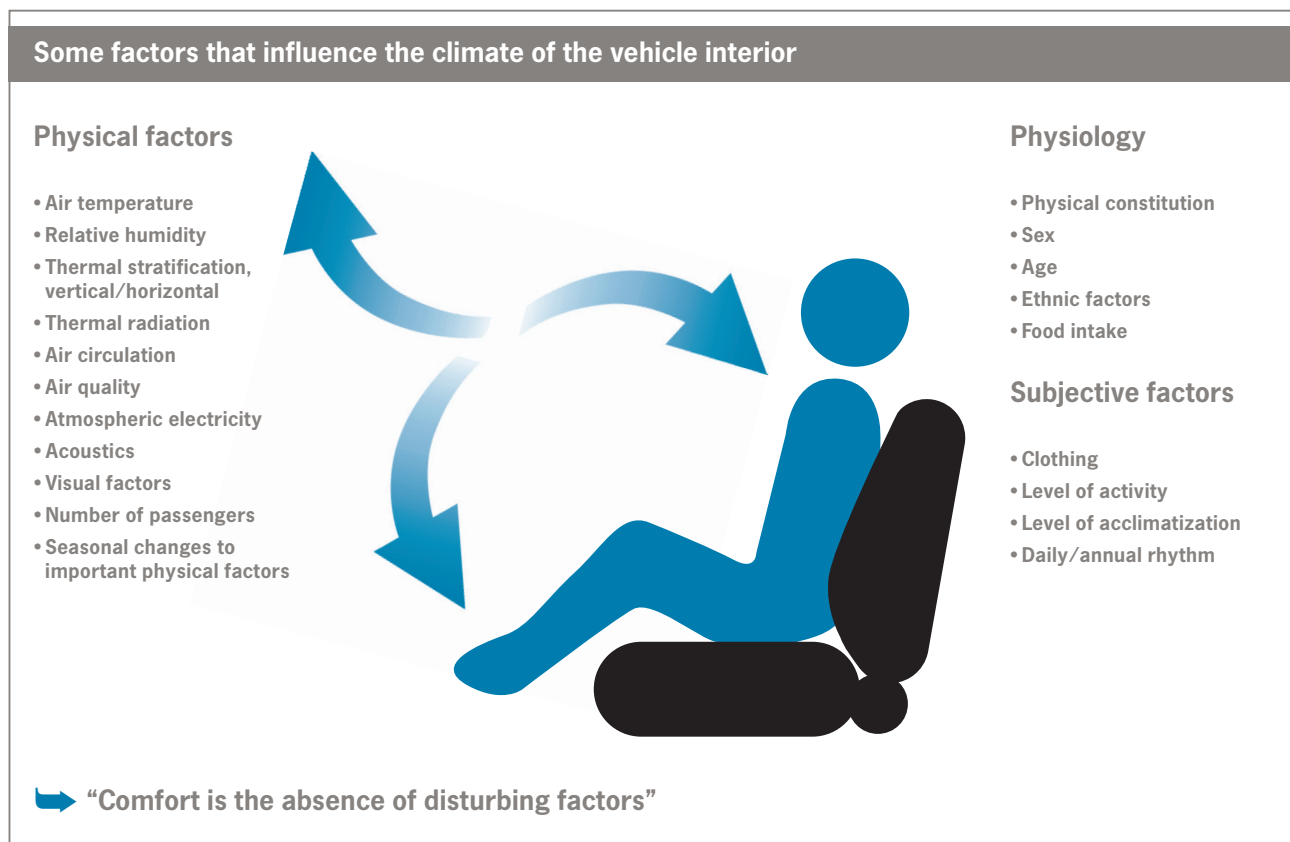 Some factors that influence the climate of the vehicle interior
Physical factors
• Air temperature
• Relative humidity
• Thermal stratification,
vertical/horizontal
• Thermal radiation
• Air circulation
• Air quality
• Atmospheric electricity
• Acoustics
• Visual factors
• Number of passengers
• Seasonal changes to
important physical factors
Physiology
• Physical constitution
• Sex
• Age
• Ethnic factors
• Food intake
Subjective factors
• Clothing
• Level of activity
• Level of acclimatization
• Daily/annual rhythm
“Comfort is the absence of disturbing factors”